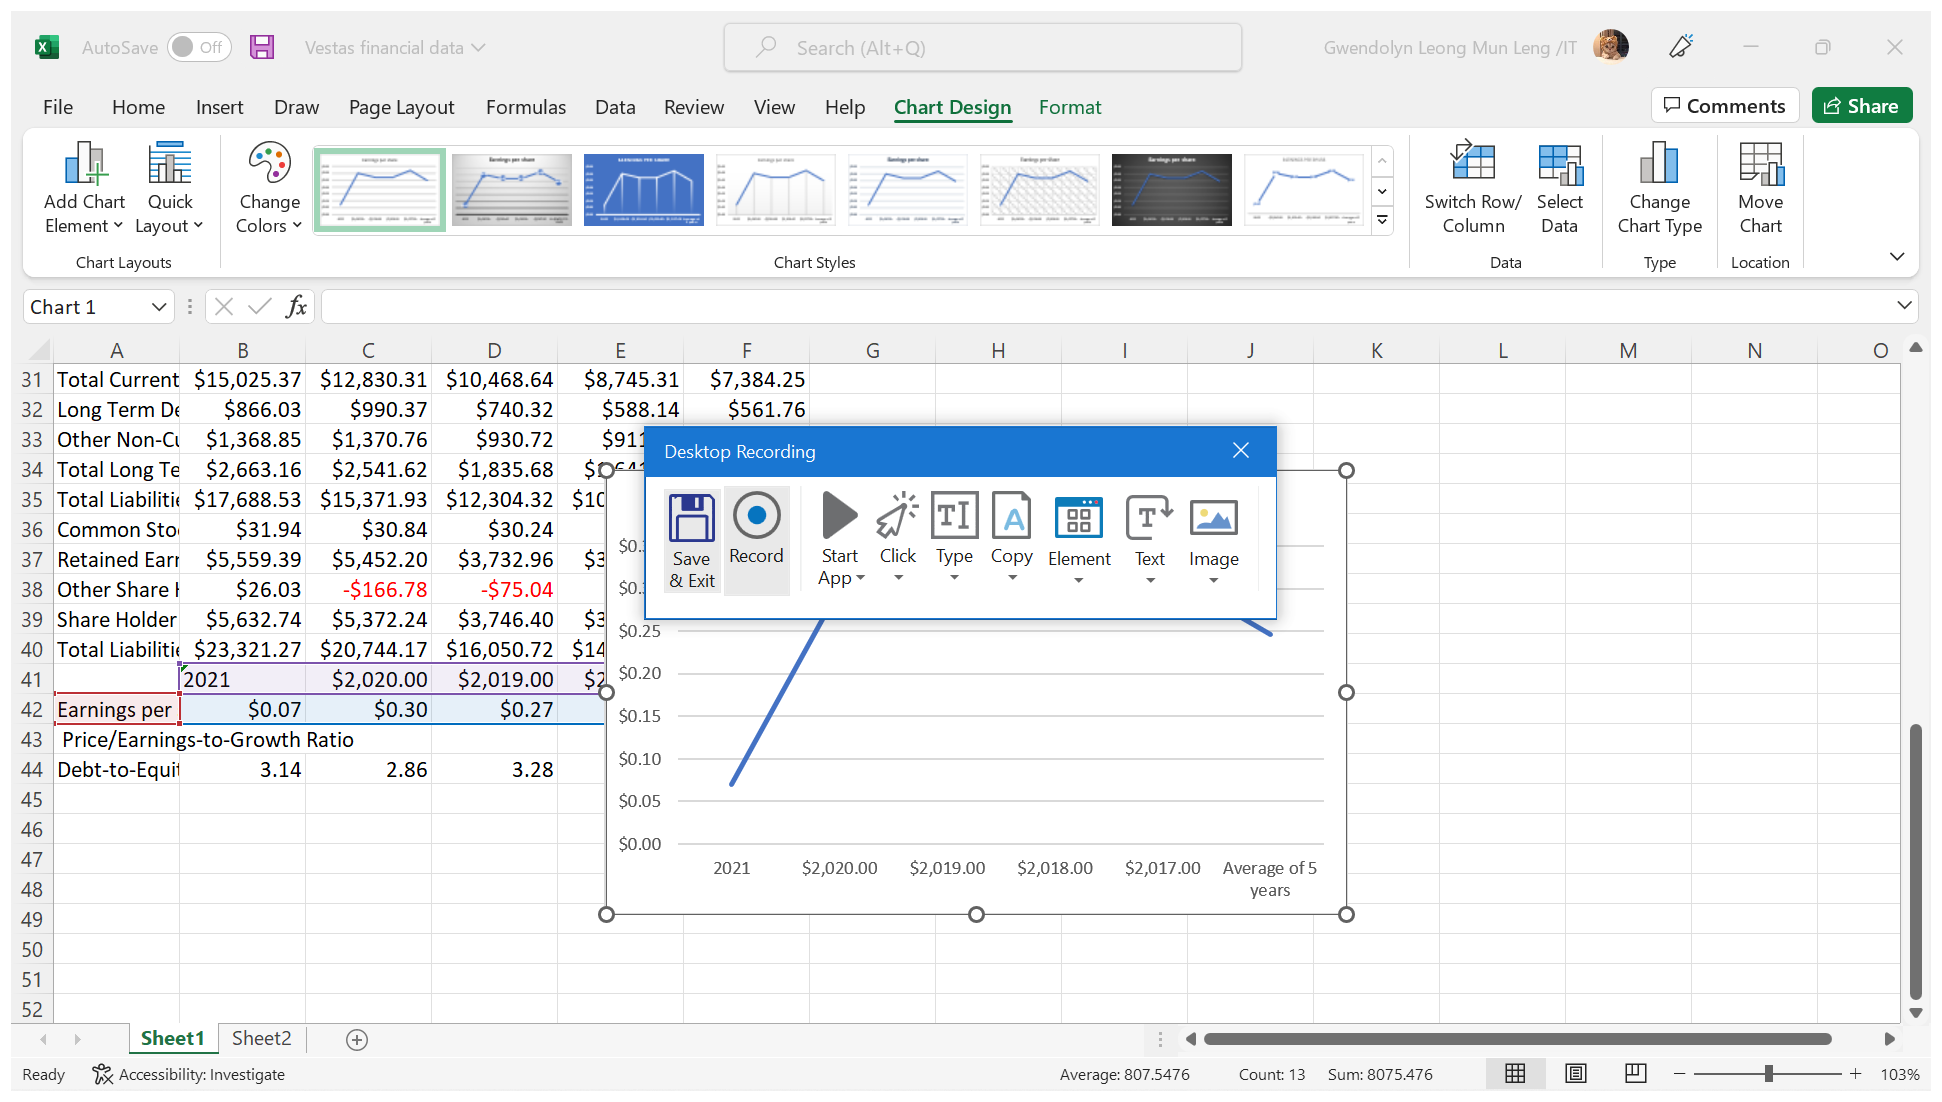 AutoSave Off Vestas financial data Search (Alt+Q) Gwendolyn Leong Mun Leng /IT
File Home Insert Draw Page Layout Formulas Data Review View Help Chart Design Format Comments Share
Add Chart Element Quick Layout
Chart Layouts
Change Colors
Chart Styles
Switch Row/ Column Select Data
Data
Change Chart Type
Type
Move Chart
Location
Chart 1 fx
A B C D E F G H I J K L M N O
31 Total Current $15,025.37 $12,830.31 $10,468.64 $8,745.31 $7,384.25
32 Long Term De $866.03 $990.37 $740.32 $588.14 $561.76
33 Other Non-Cu $1,368.85 $1,370.76 $930.72 $911
34 Total Long Te $2,663.16 $2,541.62 $1,835.68
35 Total Liabilitie $17,688.53 $15,371.93 $12,304.32 $10
36 Common Sto $31.94 $30.84 $30.24
37 Retained Earr $5,559.39 $5,452.20 $3,732.96 $3
38 Other Share H $26.03 -$166.78 -$75.04
39 Share Holder $5,632.74 $5,372.24 $3,746.40 $3
40 Total Liabilitie $23,321.27 $20,744.17 $16,050.72 $14
41 2021 $2,020.00 $2,019.00 $2
42 Earnings per $0.07 $0.30 $0.27
43 Price/Earnings-to-Growth Ratio
44 Debt-to-Equit 3.14 2.86 3.28
45
46
47
48
49
50
51
52
Desktop Recording
Save & Exit
Record
Start App
Click
Type
Copy
Element
Text
Image
$0.25
$0.20
$0.15
$0.10
$0.05
$0.00
2021 $2,020.00 $2,019.00 $2,018.00 $2,017.00 Average of 5
years
Sheet1 Sheet2
Ready Accessibility: Investigate Average: 807.5476 Count: 13 Sum: 8075.476 103%